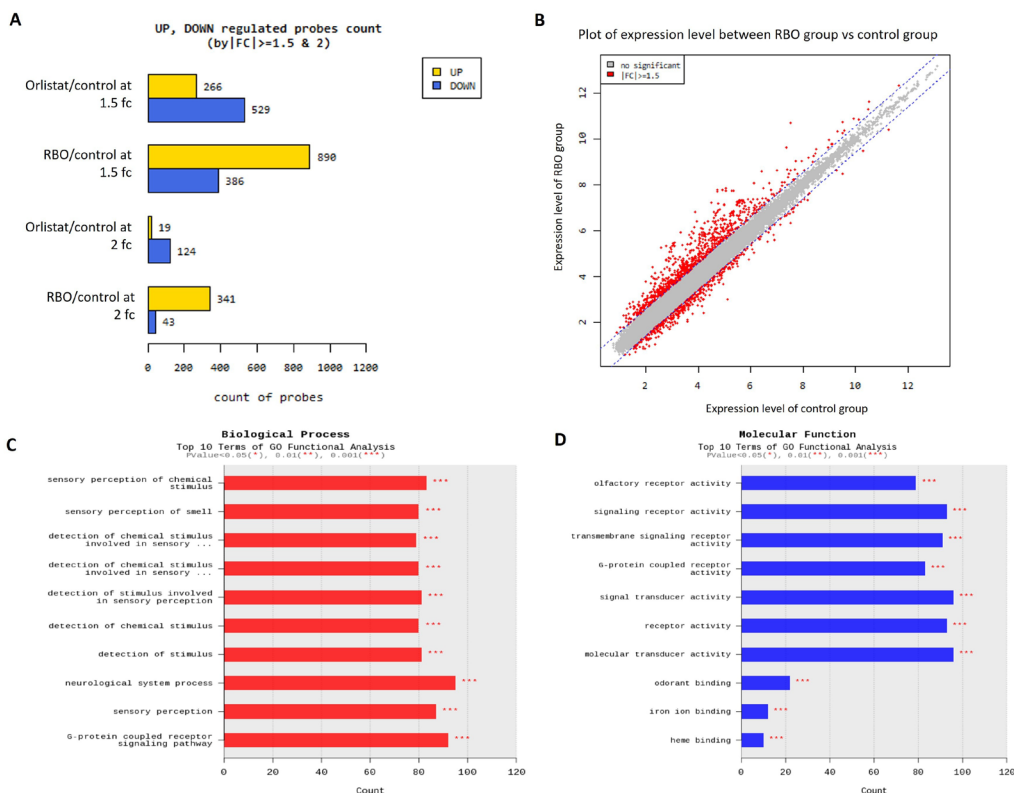 A
UP, DOWN regulated probes count
(by|FC|>=1.5 & 2)
UP
DOWN
Orlistat/control at
1.5 fc
266
529
RBO/control at
1.5 fc
890
386
Orlistat/control at
2 fc
19
124
RBO/control at
2 fc
341
43
0 200 400 600 800 1000 1200
count of probes
B
Plot of expression level between RBO group vs control group
no significant
|FC|>=1.5
Expression level of RBO group
12
10
8
6
4
2
2 4 6 8 10 12
Expression level of control group
C
Biological Process
Top 10 Terms of GO Functional Analysis
PValue<0.05(*), 0.01(**), 0.001(***)
sensory perception of chemical
stimulus
***
sensory perception of smell
***
detection of chemical stimulus
involved in sensory ...
***
detection of chemical stimulus
involved in sensory ...
***
detection of stimulus involved
in sensory perception
***
detection of chemical stimulus
***
detection of stimulus
***
neurological system process
***
sensory perception
***
G-protein coupled receptor
signaling pathway
***
0 20 40 60 80 100 120
Count
D
Molecular Function
Top 10 Terms of GO Functional Analysis
PValue<0.05(*), 0.01(**), 0.001(***)
olfactory receptor activity
***
signaling receptor activity
***
transmembrane signaling receptor
activity
***
G-protein coupled receptor
activity
***
signal transducer activity
***
receptor activity
***
molecular transducer activity
***
odorant binding
***
iron ion binding
***
heme binding
***
0 20 40 60 80 100 120
Count